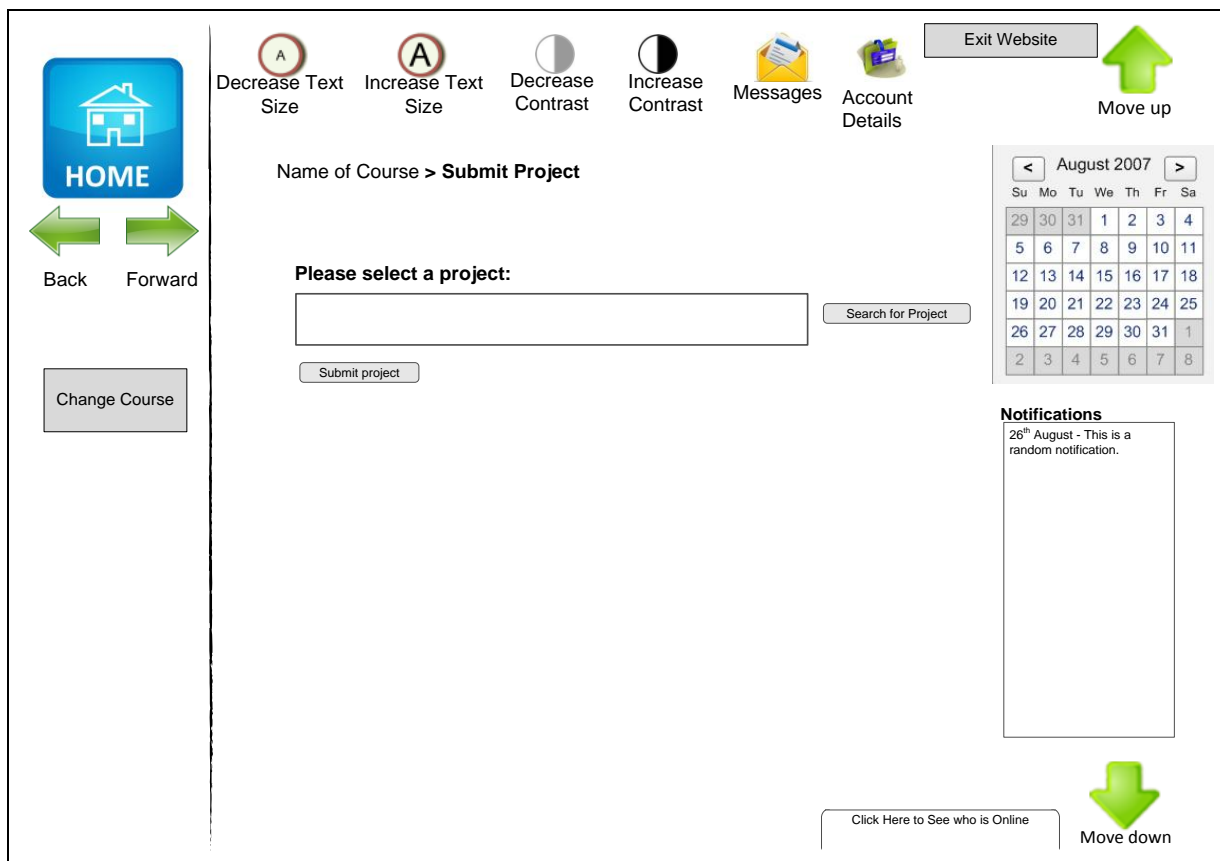 HOME
Back
Forward
Change Course
A
Decrease Text
Size
A
Increase Text
Size
Decrease
Contrast
Increase
Contrast
Messages
Account
Details
Exit Website
Move up
Name of Course > Submit Project
Please select a project:
Search for Project
Submit project
< August 2007 >
Su Mo Tu We Th Fr Sa
29 30 31 1 2 3 4
5 6 7 8 9 10 11
12 13 14 15 16 17 18
19 20 21 22 23 24 25
26 27 28 29 30 31 1
2 3 4 5 6 7 8
Notifications
26th August - This is a
random notification.
Click Here to See who is Online
Move down